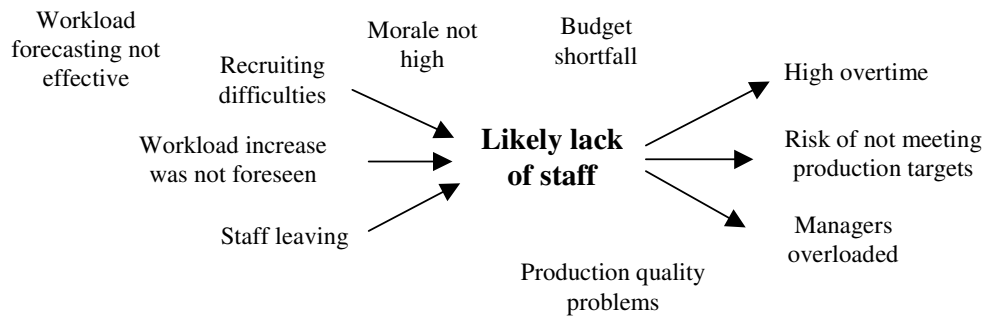 Workload
forecasting not
effective
Recruiting
difficulties
Morale not
high
Budget
shortfall
High overtime
Workload increase
was not foreseen
Likely lack
of staff
Risk of not meeting
production targets
Staff leaving
Managers
overloaded
Production quality
problems